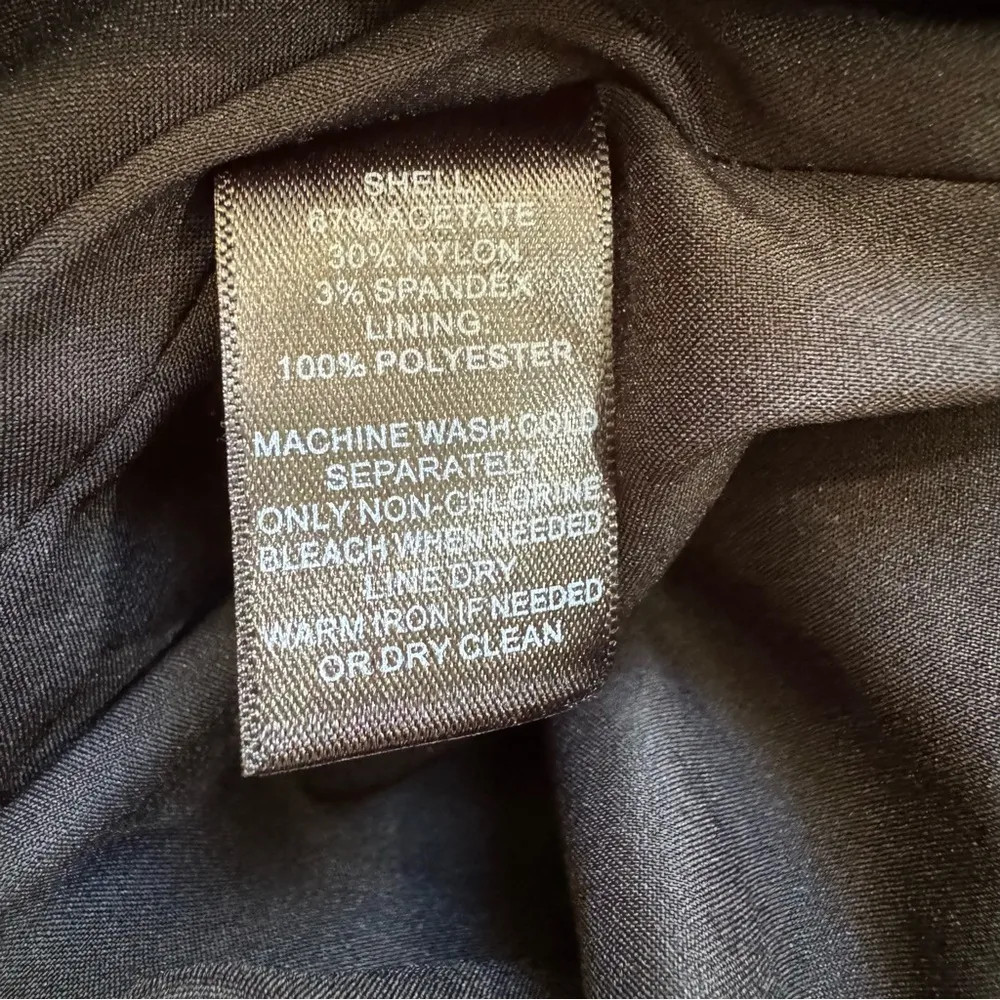 SHELL
67% ACETATE
30% NYLON
3% SPANDEX
LINING
100% POLYESTER
MACHINE WASH COLD
SEPARATELY
ONLY NON-CHLORINE
BLEACH WHEN NEEDED
LINE DRY
WARM IRON IF NEEDED
OR DRY CLEAN